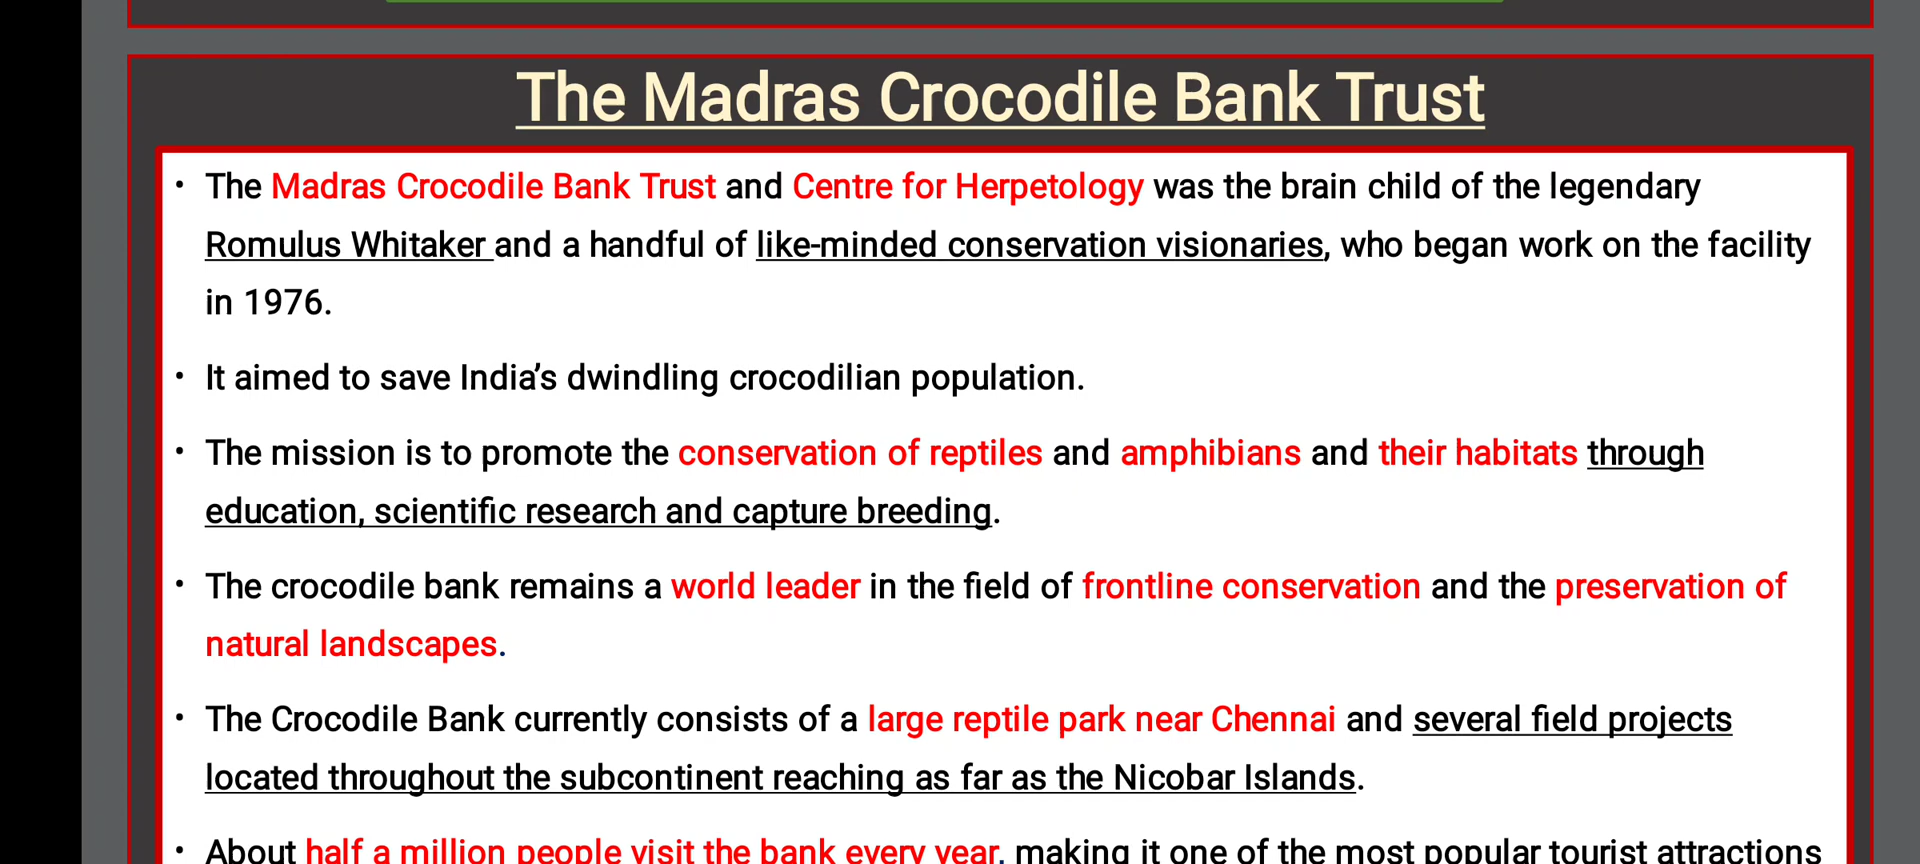 The Madras Crocodile Bank Trust
• The Madras Crocodile Bank Trust and Centre for Herpetology was the brain child of the legendary
Romulus Whitaker and a handful of like-minded conservation visionaries, who began work on the facility
in 1976.
• It aimed to save India’s dwindling crocodilian population.
• The mission is to promote the conservation of reptiles and amphibians and their habitats through
education, scientific research and capture breeding.
• The crocodile bank remains a world leader in the field of frontline conservation and the preservation of
natural landscapes.
• The Crocodile Bank currently consists of a large reptile park near Chennai and several field projects
located throughout the subcontinent reaching as far as the Nicobar Islands.
• About half a million people visit the bank every year, making it one of the most popular tourist attractions